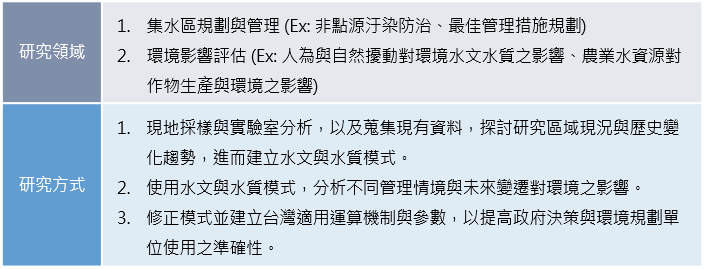 研究領域
1. 集水區規劃與管理 (Ex: 非點源汙染防治、最佳管理措施規劃)
2. 環境影響評估 (Ex: 人為與自然擾動對環境水文水質之影響、農業水資源對
作物生產與環境之影響)
研究方式
1. 現地採樣與實驗室分析，以及蒐集現有資料，探討研究區域現況與歷史變
化趨勢，進而建立水文與水質模式。
2. 使用水文與水質模式，分析不同管理情境與未來變遷對環境之影響。
3. 修正模式並建立台灣適用運算機制與參數，以提高政府決策與環境規劃單
位使用之準確性。